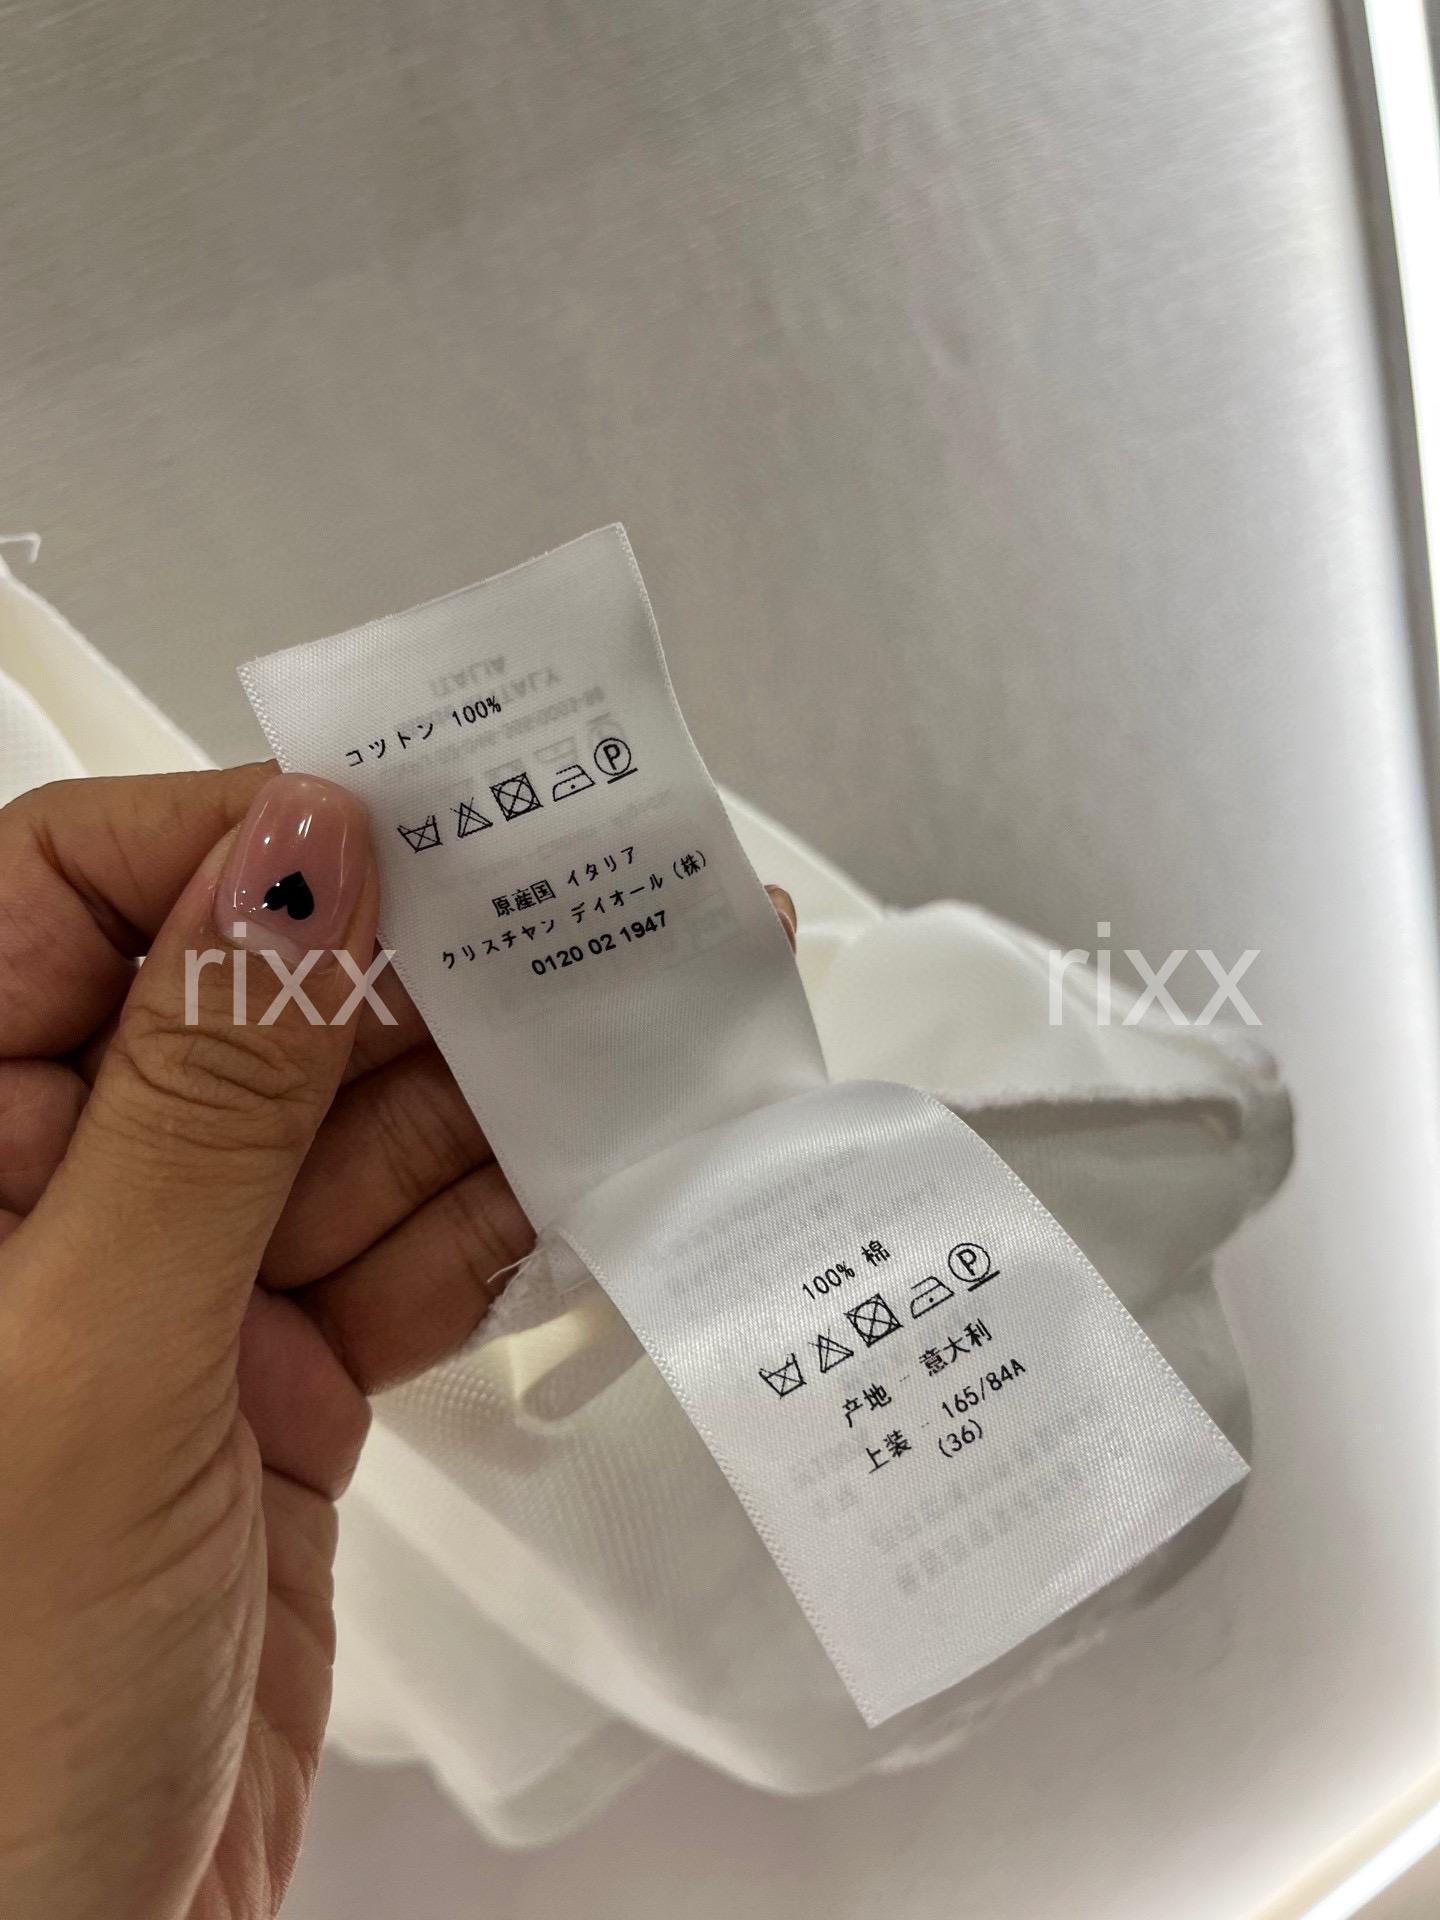 コットン 100%
P
原産国 イタリア
クリスチャン ディオール (株)
0120 02 1947
rixx
rixx
100% 棉
P
产地 - 意大利
上装 - 165/84A
(36)